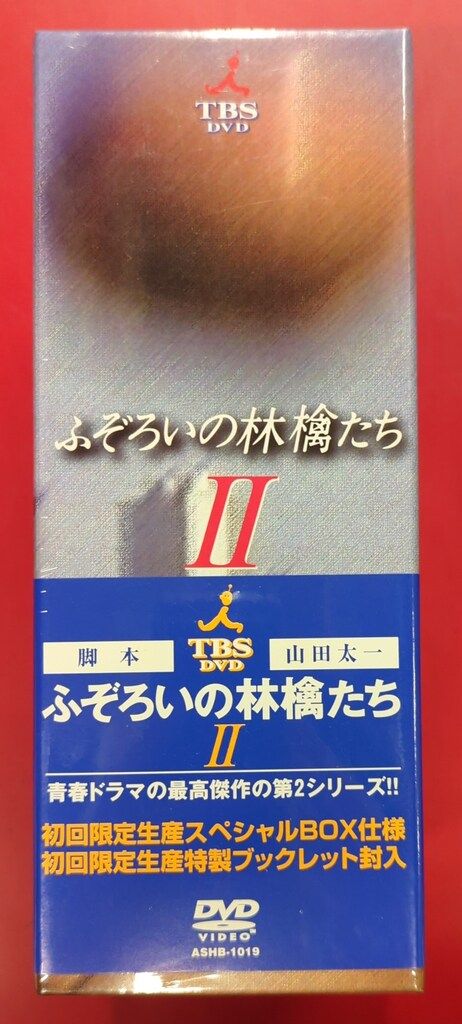 TBS
DVD
ふぞろいの林檎たち
II
TBS
DVD
脚本
山田太一
ふぞろいの林檎たち
II
青春ドラマの最高傑作の第2シリーズ!!
初回限定生産スペシャルBOX仕様
初回限定生産特製ブックレット封入
DVD
VIDEO
ASHB-1019